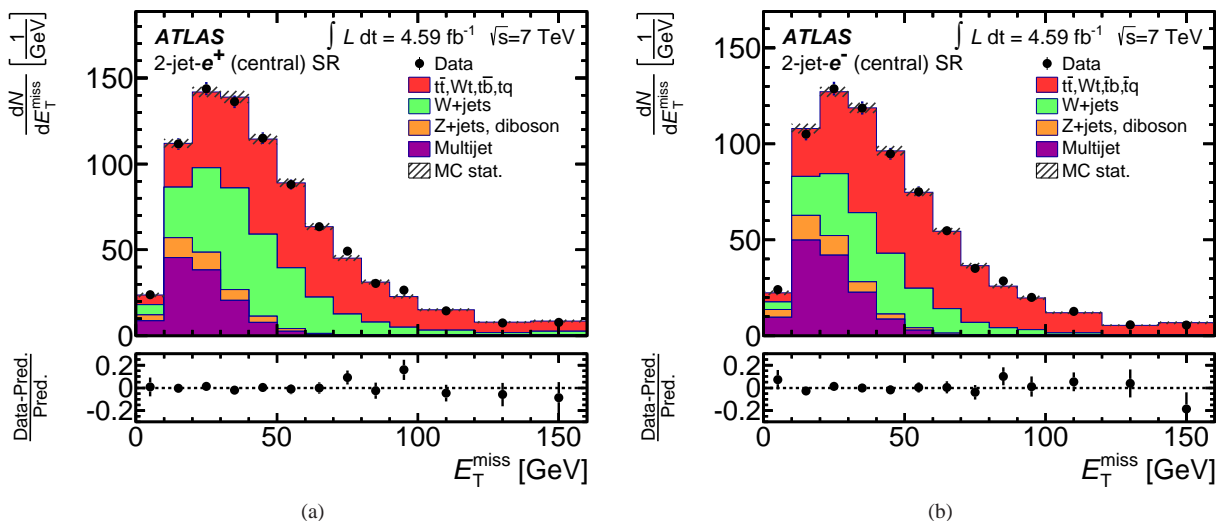 dN/dE_T^miss [1/GeV]
ATLAS
∫ L dt = 4.59 fb⁻¹ √s=7 TeV
2-jet-e⁺ (central) SR
Data
tt̄,Wt,tb̄,tq
W+jets
Z+jets, diboson
Multijet
MC stat.
150
100
50
0
Data-Pred/Pred.
0.2
0
-0.2
0 50 100 150
E_T^miss [GeV]
(a)
dN/dE_T^miss [1/GeV]
ATLAS
∫ L dt = 4.59 fb⁻¹ √s=7 TeV
2-jet-e⁻ (central) SR
Data
tt̄,Wt,t̄b,t̄q
W+jets
Z+jets, diboson
Multijet
MC stat.
150
100
50
0
Data-Pred/Pred.
0.2
0
-0.2
0 50 100 150
E_T^miss [GeV]
(b)